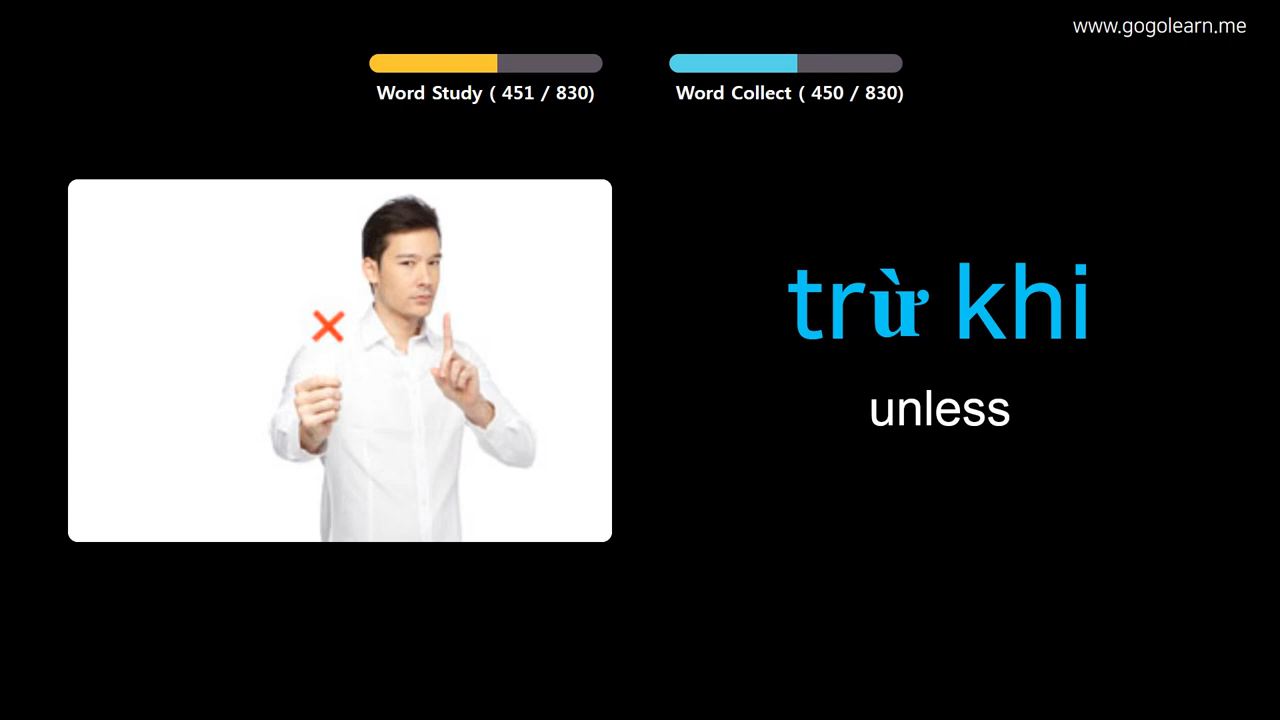 www.gogolearn.me
Word Study ( 451 / 830)
Word Collect ( 450 / 830)
trừ khi
unless